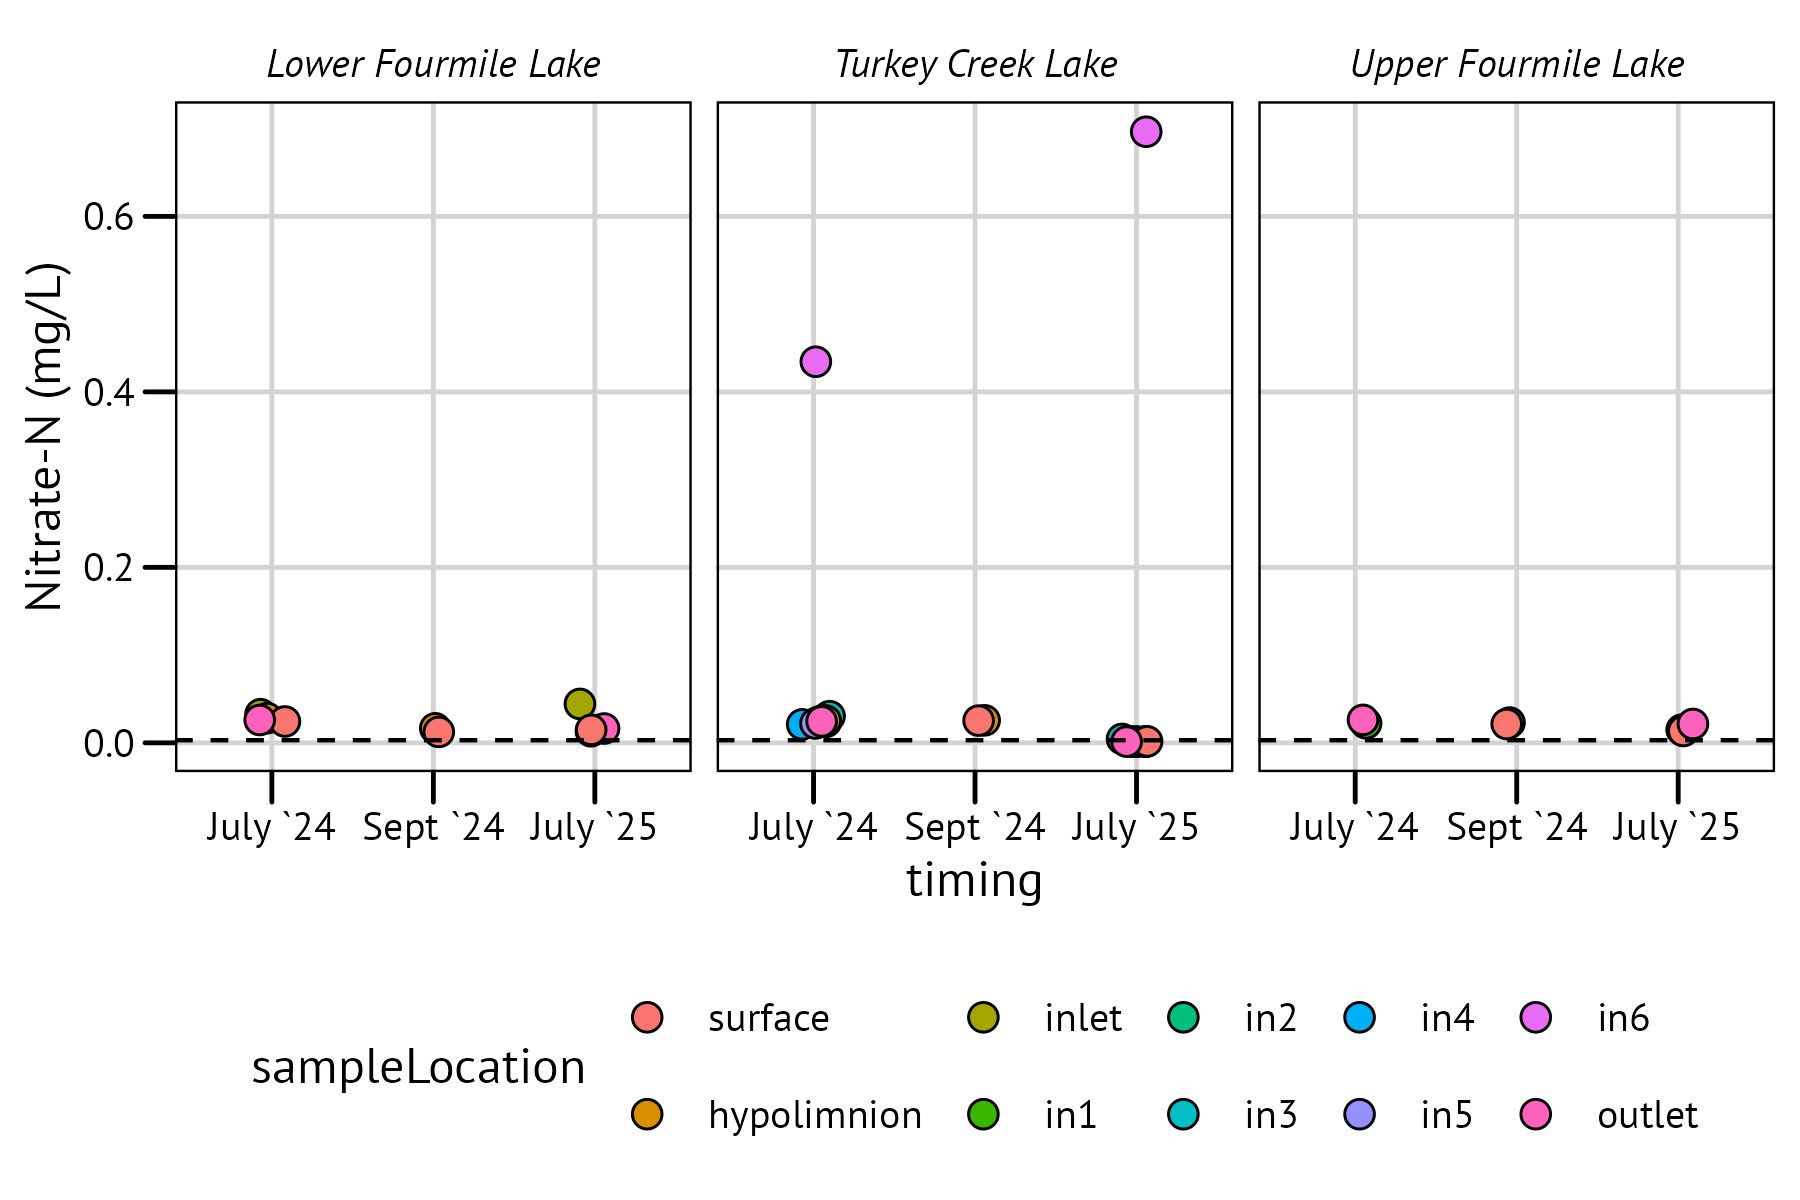 Lower Fourmile Lake Turkey Creek Lake Upper Fourmile Lake
Nitrate-N (mg/L)
0.6
0.4
0.2
0.0
July `24 Sept `24 July `25 July `24 Sept `24 July `25 July `24 Sept `24 July `25
timing
sampleLocation
surface inlet in2 in4 in6
hypolimnion in1 in3 in5 outlet